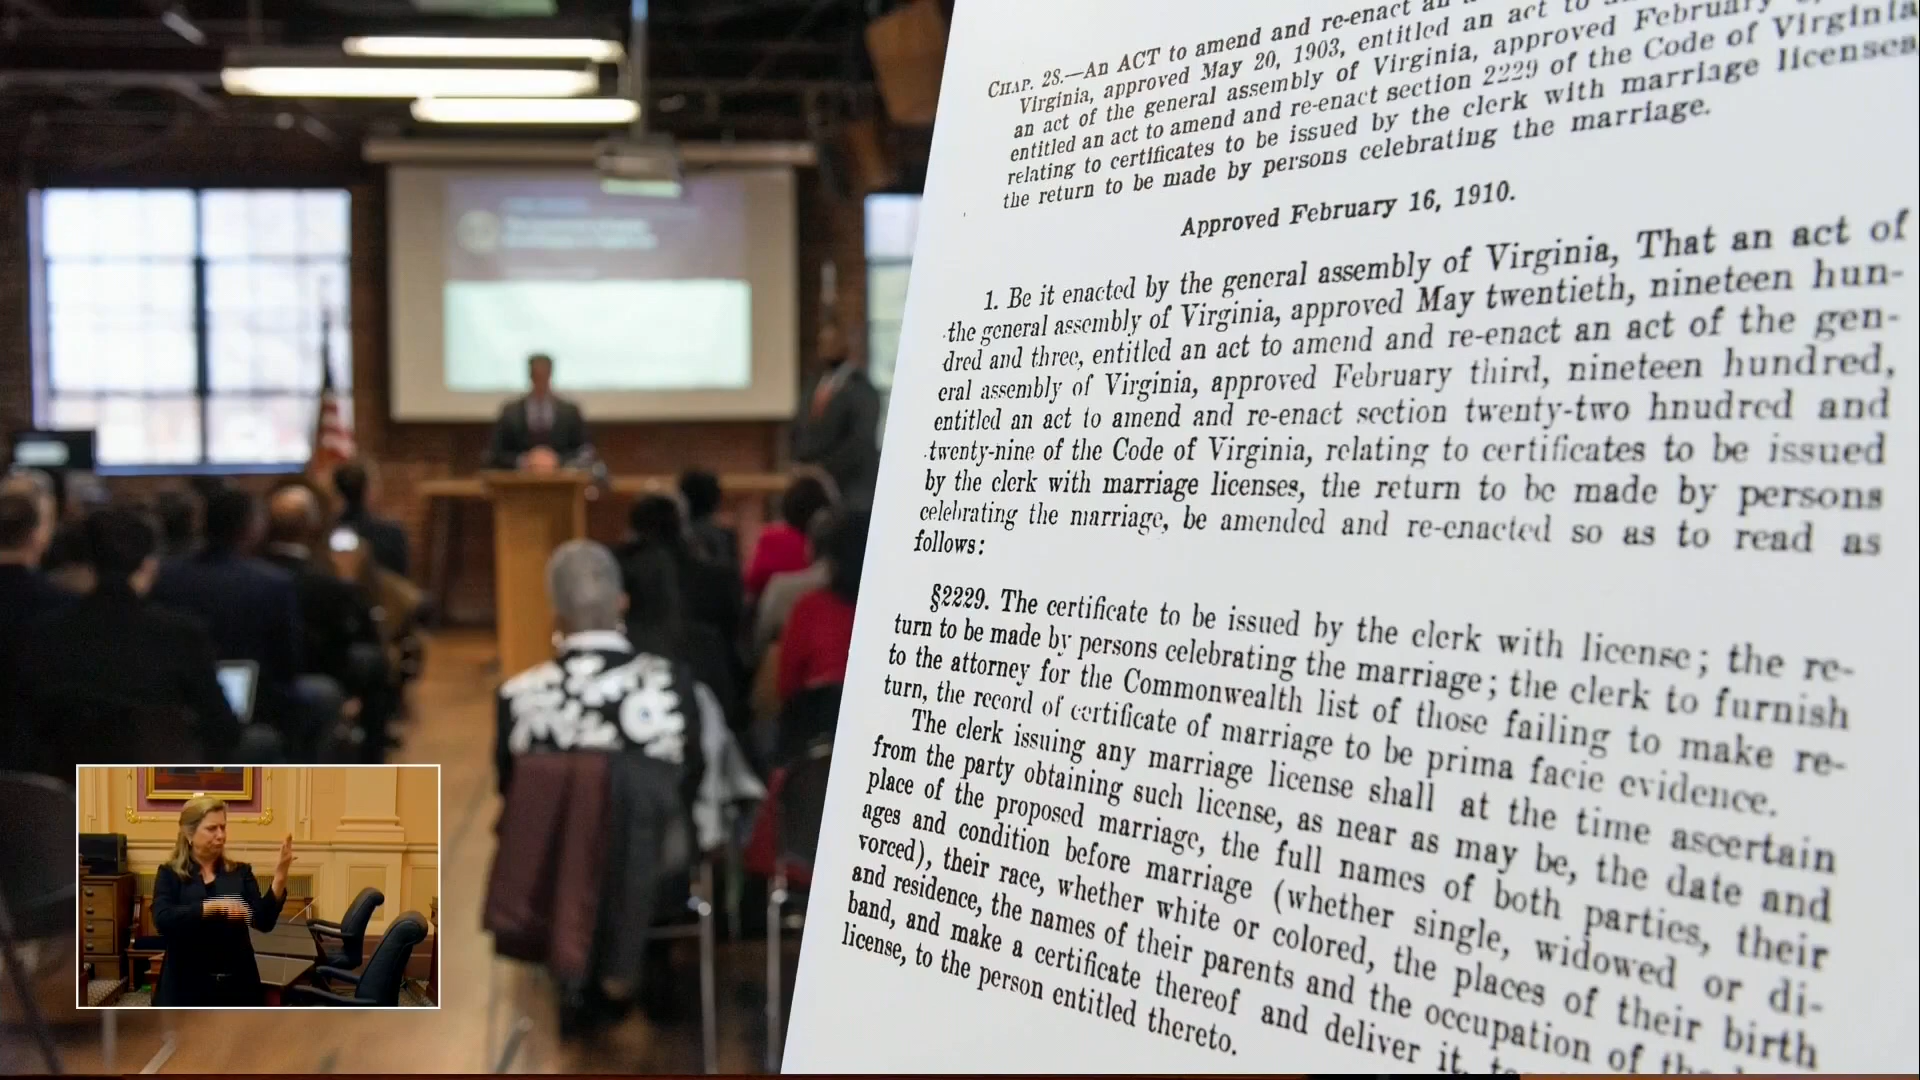 CHAP. 28.—An ACT to amend and re-enact an
Virginia, approved May 20, 1903, entitled an act to
an act of the general assembly of Virginia, approved February
entitled an act to amend and re-enact section 2229 of the Code of Virginia
relating to certificates to be issued by the clerk with marriage licenses
the return to be made by persons celebrating the marriage.
Approved February 16, 1910.
1. Be it enacted by the general assembly of Virginia, That an act of
the general assembly of Virginia, approved May twentieth, nineteen hun-
dred and three, entitled an act to amend and re-enact an act of the gen-
eral assembly of Virginia, approved February third, nineteen hundred,
entitled an act to amend and re-enact section twenty-two hnudred and
twenty-nine of the Code of Virginia, relating to certificates to be issued
by the clerk with marriage licenses, the return to be made by persons
celebrating the marriage, be amended and re-enacted so as to read as
follows:
§2229. The certificate to be issued by the clerk with license; the re-
turn to be made by persons celebrating the marriage; the clerk to furnish
to the attorney for the Commonwealth list of those failing to make re-
turn, the record of certificate of marriage to be prima facie evidence.
The clerk issuing any marriage license shall at the time ascertain
from the party obtaining such license, as near as may be, the date and
place of the proposed marriage, the full names of both parties, their
ages and condition before marriage (whether single, widowed or di-
vorced), their race, whether white or colored, the places of their birth
and residence, the names of their parents and the occupation of the
band, and make a certificate thereof and deliver it,
license, to the person entitled thereto.